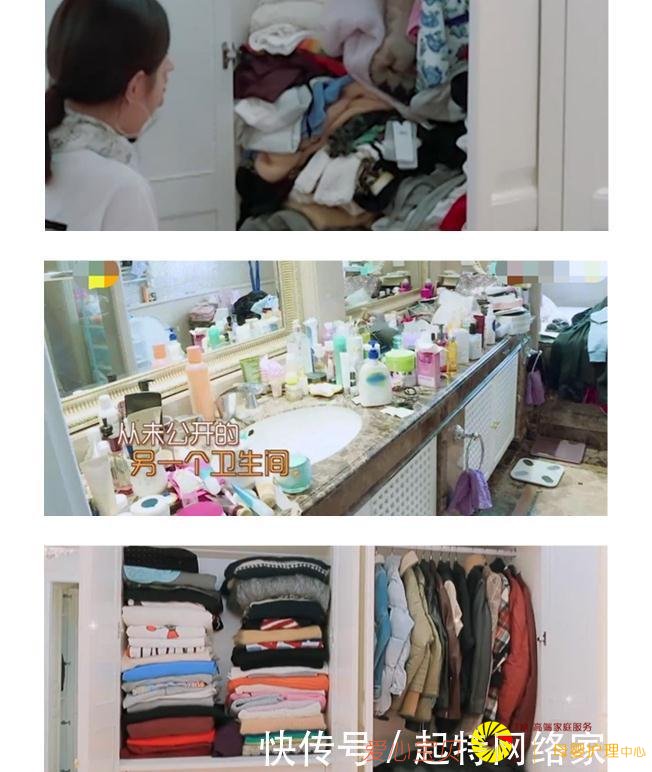 从未公开的
另一个卫生间
高端家庭服务
快传号 / 起特网络家
爱心
护理中心